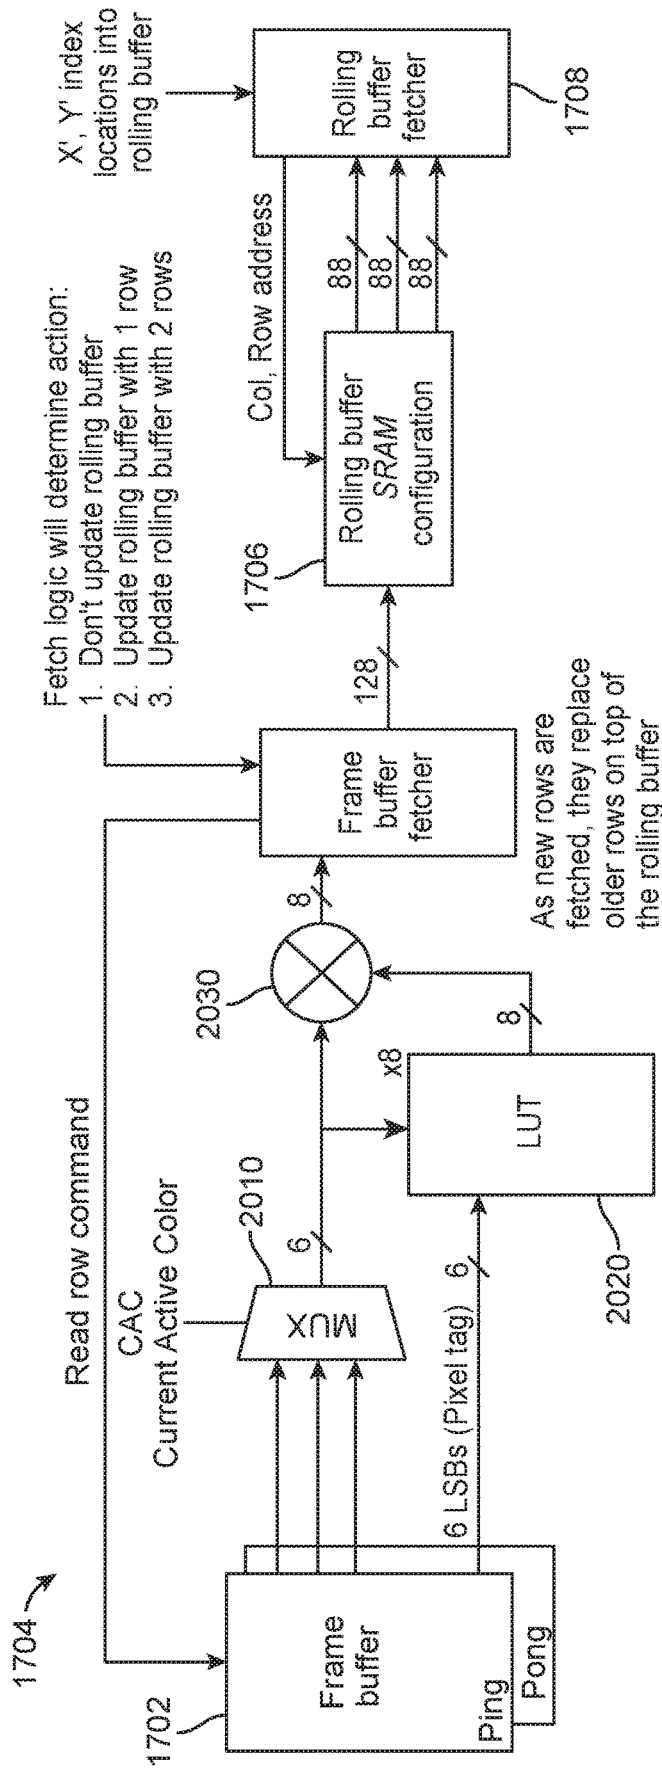 1704
Read row command
Fetch logic will determine action:
1. Don't update rolling buffer
2. Update rolling buffer with 1 row
3. Update rolling buffer with 2 rows
X', Y' index
locations into
rolling buffer
1702
Frame
buffer
Ping
Pong
CAC
Current Active Color
MUX
2010
6
6 LSBs (Pixel tag)
6
LUT
x8
2020
8
2030
8
Frame
buffer
fetcher
As new rows are
fetched, they replace
older rows on top of
the rolling buffer
128
1706
Rolling buffer
SRAM
configuration
Col, Row address
88
88
88
Rolling
buffer
fetcher
1708